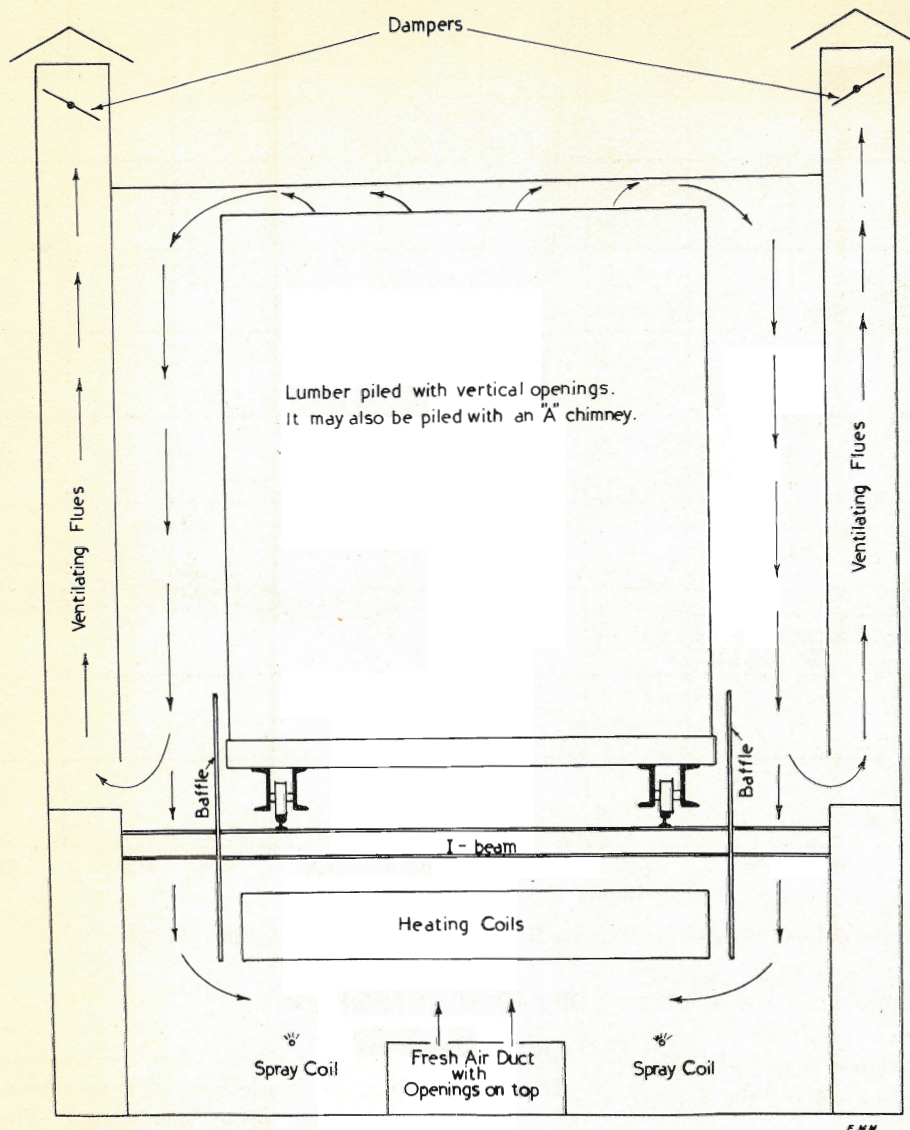 Dampers
Lumber piled with vertical openings.
It may also be piled with an "A" chimney.
Ventilating Flues
Ventilating Flues
Baffle
Baffle
I - beam
Heating Coils
Spray Coil
Fresh Air Duct
with
Openings on top
Spray Coil
F.M.M.